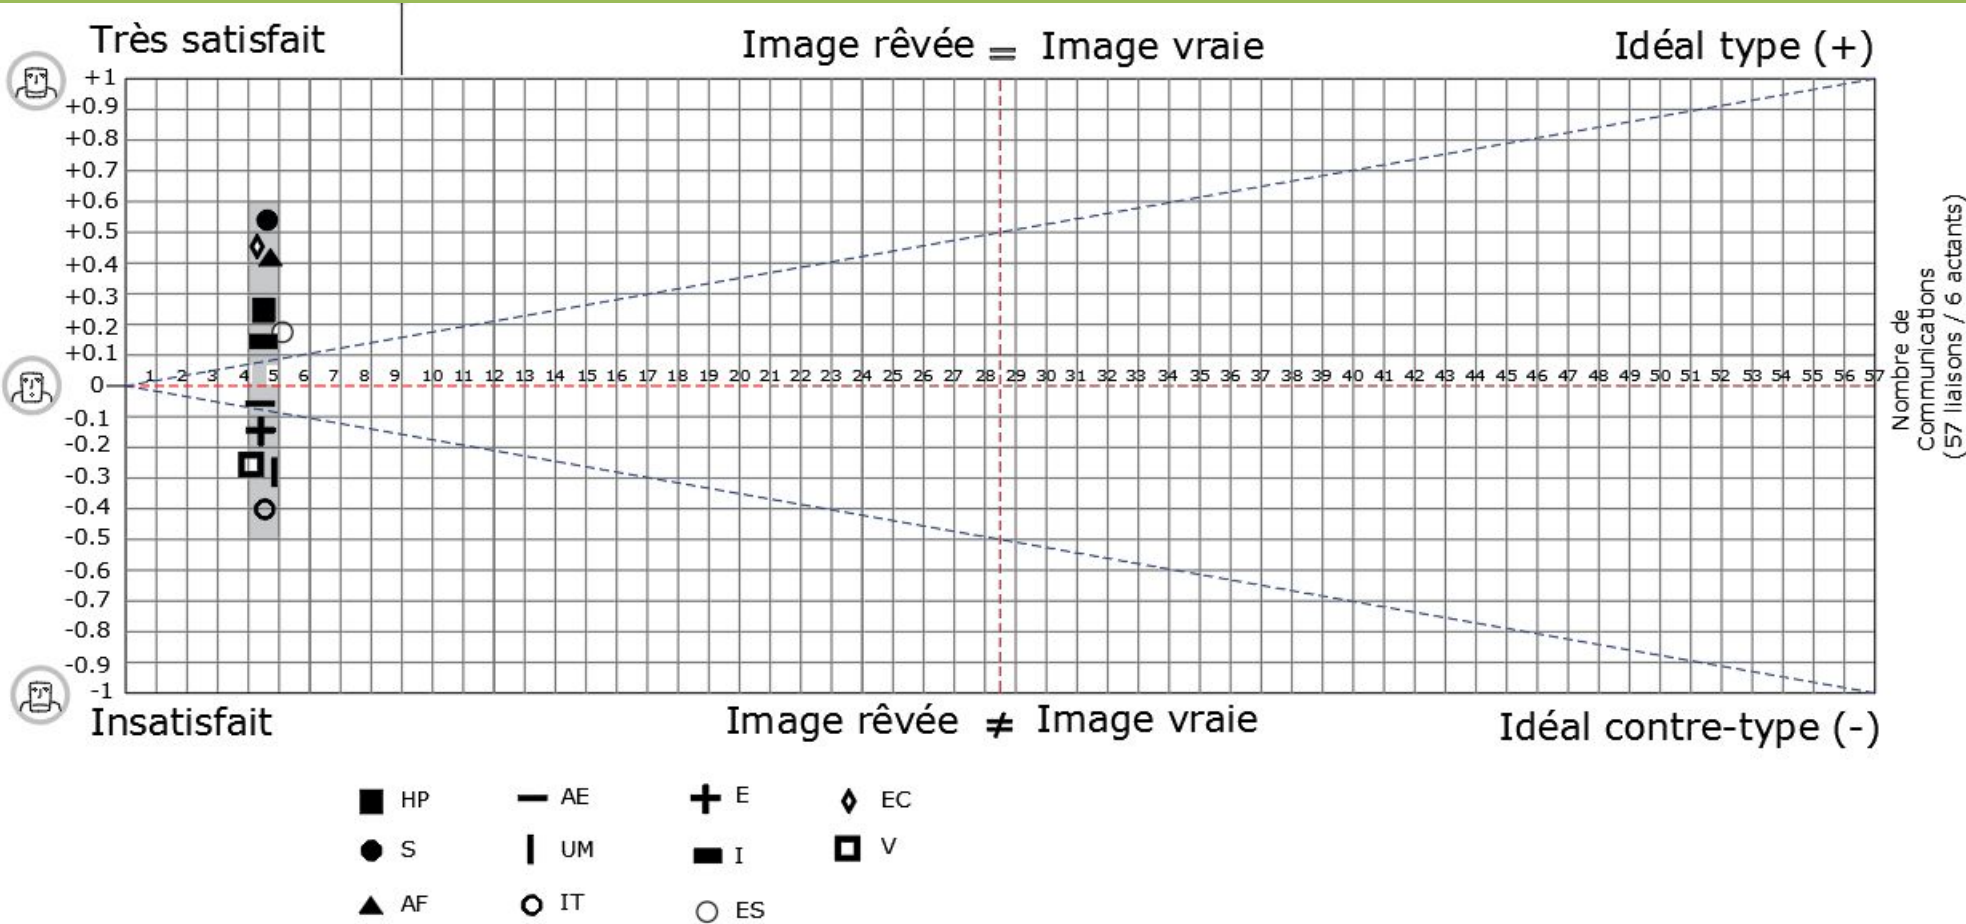 Très satisfait
Image rêvée = Image vraie
Idéal type (+)
+1
+0.9
+0.8
+0.7
+0.6
+0.5
+0.4
+0.3
+0.2
+0.1
0
1 2 3 4 5 6 7 8 9 10 11 12 13 14 15 16 17 18 19 20 21 22 23 24 25 26 27 28 29 30 31 32 33 34 35 36 37 38 39 40 41 42 43 44 45 46 47 48 49 50 51 52 53 54 55 56 57
-0.1
-0.2
-0.3
-0.4
-0.5
-0.6
-0.7
-0.8
-0.9
-1
Nombre de
Communications
(57 liaisons / 6 actants)
Insatisfait
Image rêvée ≠ Image vraie
Idéal contre-type (-)
HP
AE
E
EC
S
UM
I
V
AF
IT
ES